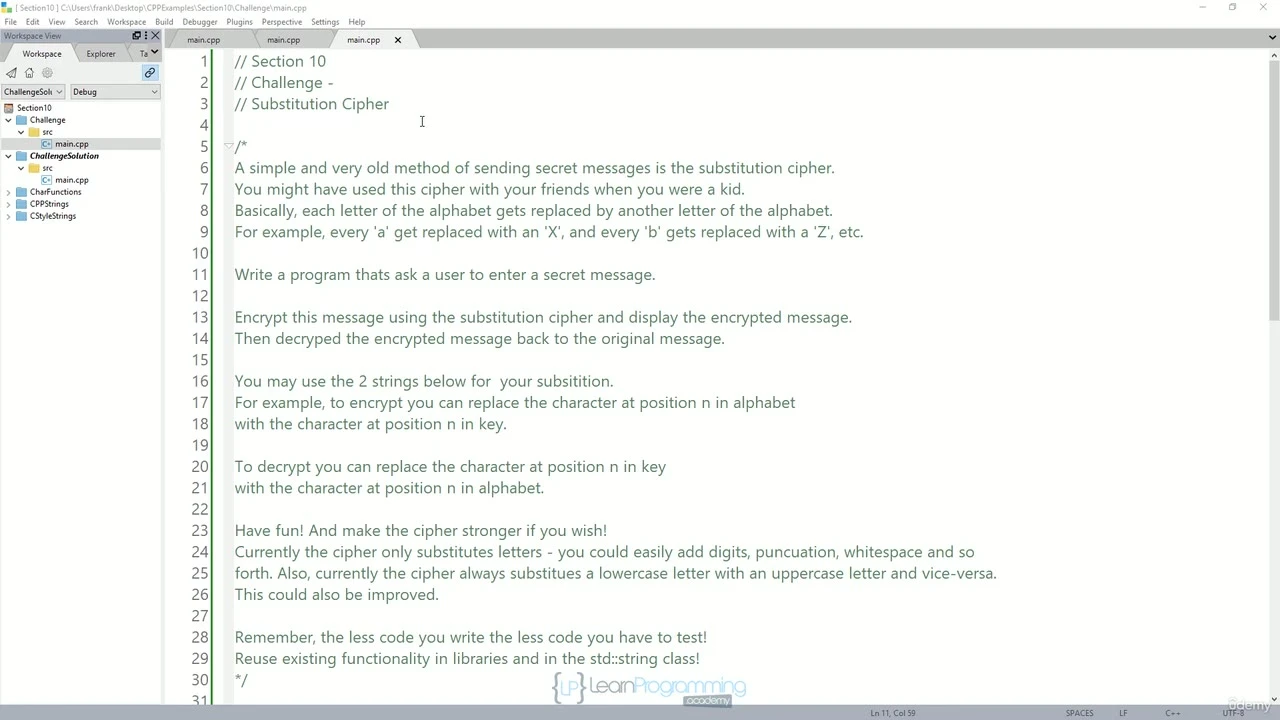 [ Section10 ] C:\Users\frank\Desktop\CPPExamples\Section10\Challenge\main.cpp
File Edit View Search Workspace Build Debugger Plugins Perspective Settings Help
Workspace View
main.cpp main.cpp main.cpp
Workspace Explorer Ta
ChallengeSolu Debug
Section10
Challenge
src
main.cpp
ChallengeSolution
src
main.cpp
CharFunctions
CPPStrings
CStyleStrings
1 // Section 10
2 // Challenge -
3 // Substitution Cipher
4
5 /*
6 A simple and very old method of sending secret messages is the substitution cipher.
7 You might have used this cipher with your friends when you were a kid.
8 Basically, each letter of the alphabet gets replaced by another letter of the alphabet.
9 For example, every 'a' get replaced with an 'X', and every 'b' gets replaced with a 'Z', etc.
10
11 Write a program thats ask a user to enter a secret message.
12
13 Encrypt this message using the substitution cipher and display the encrypted message.
14 Then decryped the encrypted message back to the original message.
15
16 You may use the 2 strings below for  your subsitition.
17 For example, to encrypt you can replace the character at position n in alphabet
18 with the character at position n in key.
19
20 To decrypt you can replace the character at position n in key
21 with the character at position n in alphabet.
22
23 Have fun! And make the cipher stronger if you wish!
24 Currently the cipher only substitutes letters - you could easily add digits, puncuation, whitespace and so
25 forth. Also, currently the cipher always substitues a lowercase letter with an uppercase letter and vice-versa.
26 This could also be improved.
27
28 Remember, the less code you write the less code you have to test!
29 Reuse existing functionality in libraries and in the std::string class!
30 */
31
{LP} LearnProgramming
academy
Ln 11, Col 59 SPACES LF C++ UTF-8
ûdemy